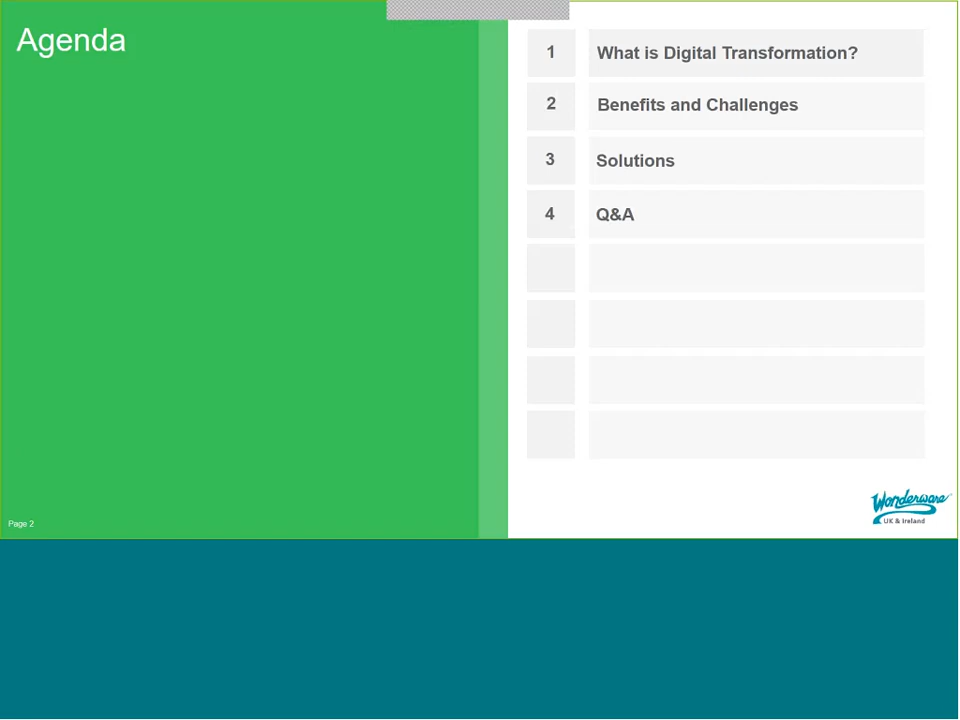 Agenda
1 What is Digital Transformation?
2 Benefits and Challenges
3 Solutions
4 Q&A
Page 2
Wonderware
UK & Ireland